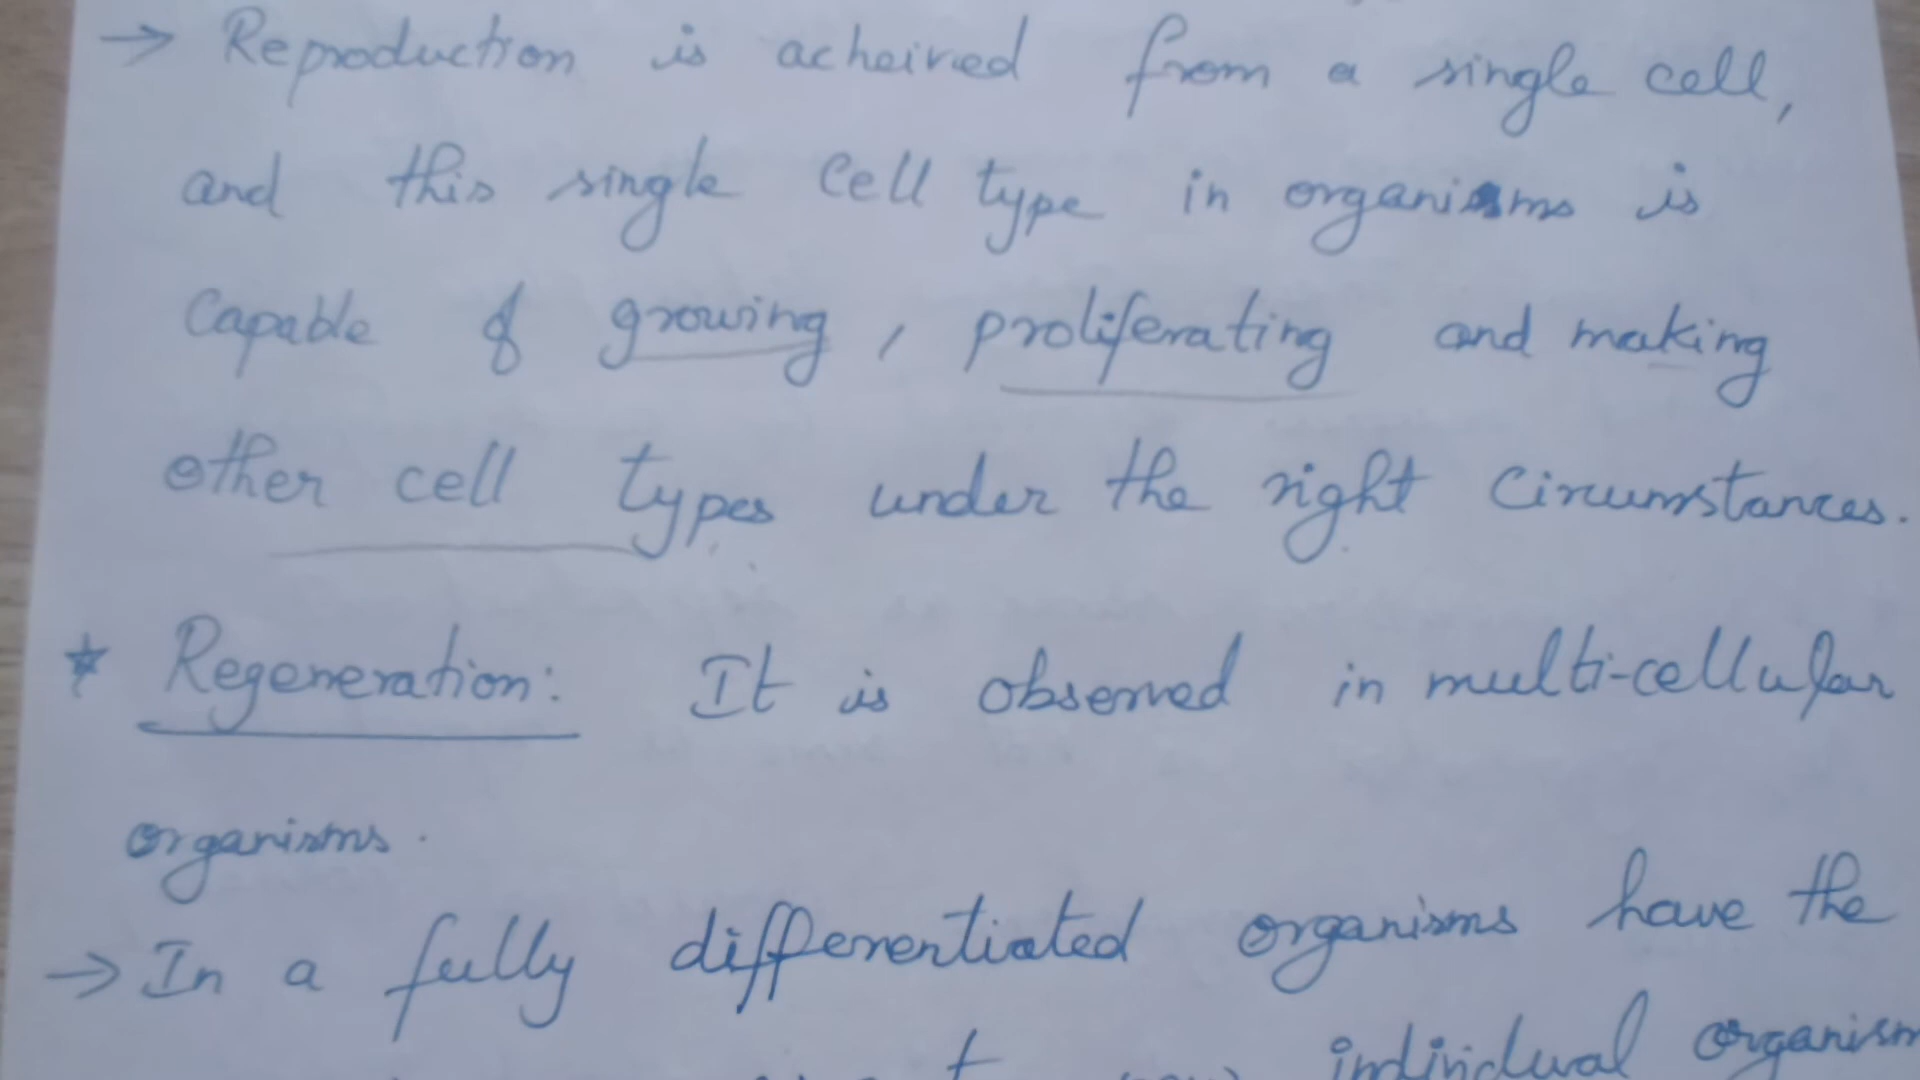 → Reproduction is acheived from a single cell,
and this single cell type in organisms is
Capable of growing, proliferating and making
other cell types under the right Circumstances.
★ Regeneration: It is observed in multi-cellular
organisms.
→ In a fully differentiated organisms have the
individual organism